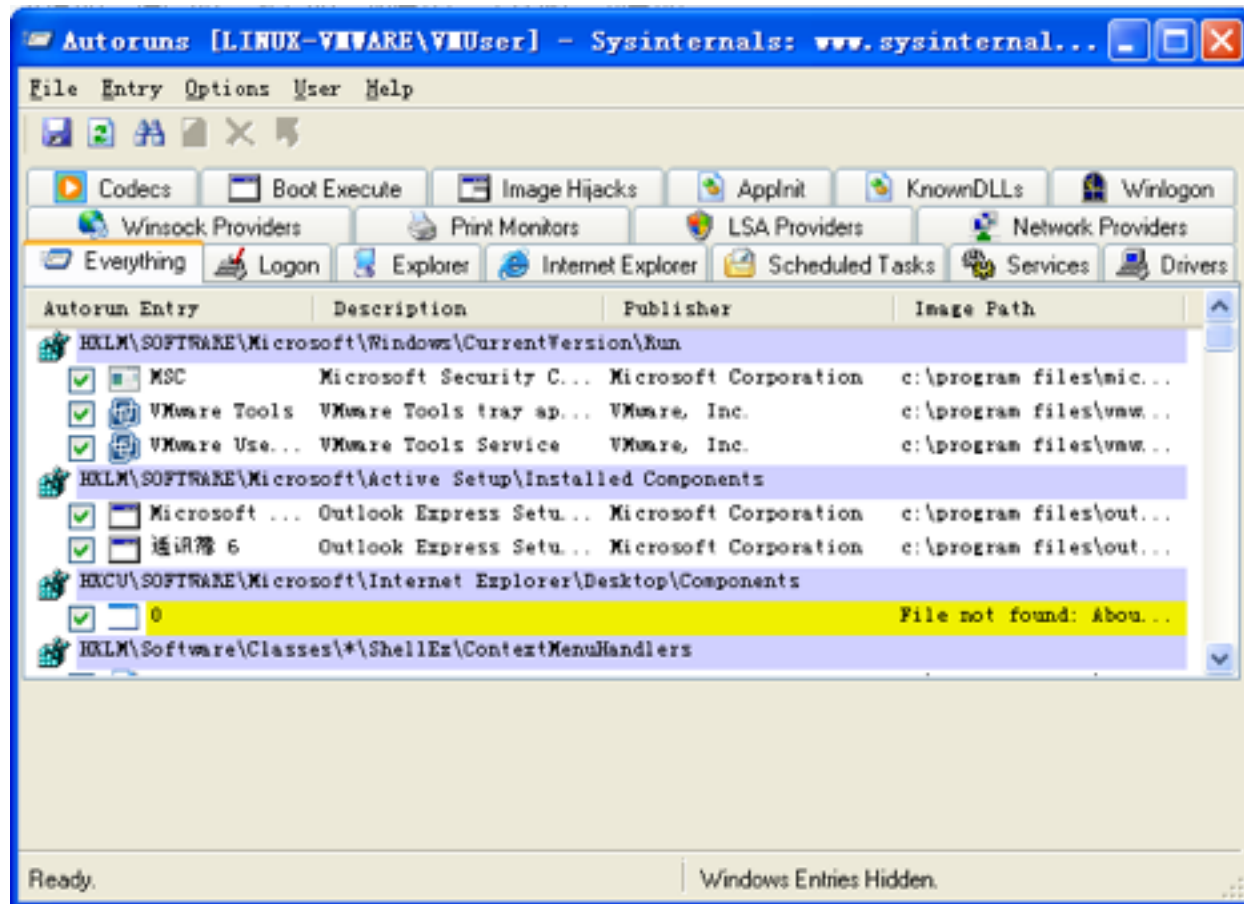 Autoruns [LINUX-VMWARE\VMUser] - Sysinternals: www.sysinternal...
File Entry Options User Help
Codecs Boot Execute Image Hijacks AppInit KnownDLLs Winlogon
Winsock Providers Print Monitors LSA Providers Network Providers
Everything Logon Explorer Internet Explorer Scheduled Tasks Services Drivers
Autorun Entry Description Publisher Image Path
HKLM\SOFTWARE\Microsoft\Windows\CurrentVersion\Run
MSC Microsoft Security C... Microsoft Corporation c:\program files\mic...
VMware Tools VMware Tools tray ap... VMware, Inc. c:\program files\vmw...
VMware Use... VMware Tools Service VMware, Inc. c:\program files\vmw...
HKLM\SOFTWARE\Microsoft\Active Setup\Installed Components
Microsoft ... Outlook Express Setu... Microsoft Corporation c:\program files\out...
通讯簿 6 Outlook Express Setu... Microsoft Corporation c:\program files\out...
HKCU\SOFTWARE\Microsoft\Internet Explorer\Desktop\Components
0 File not found: Abou...
HKLM\Software\Classes\*\ShellEx\ContextMenuHandlers
Ready. Windows Entries Hidden.